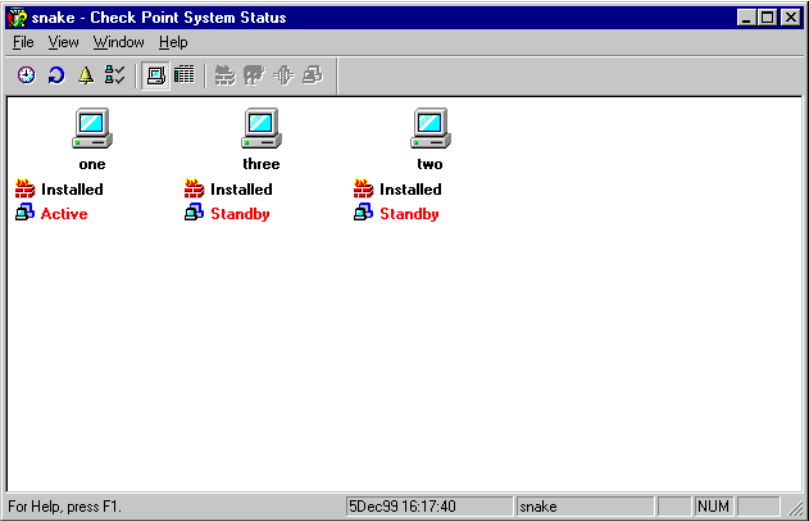 snake - Check Point System Status
File View Window Help
one three two
Installed Installed Installed
Active Standby Standby
For Help, press F1. 5Dec99 16:17:40 snake NUM